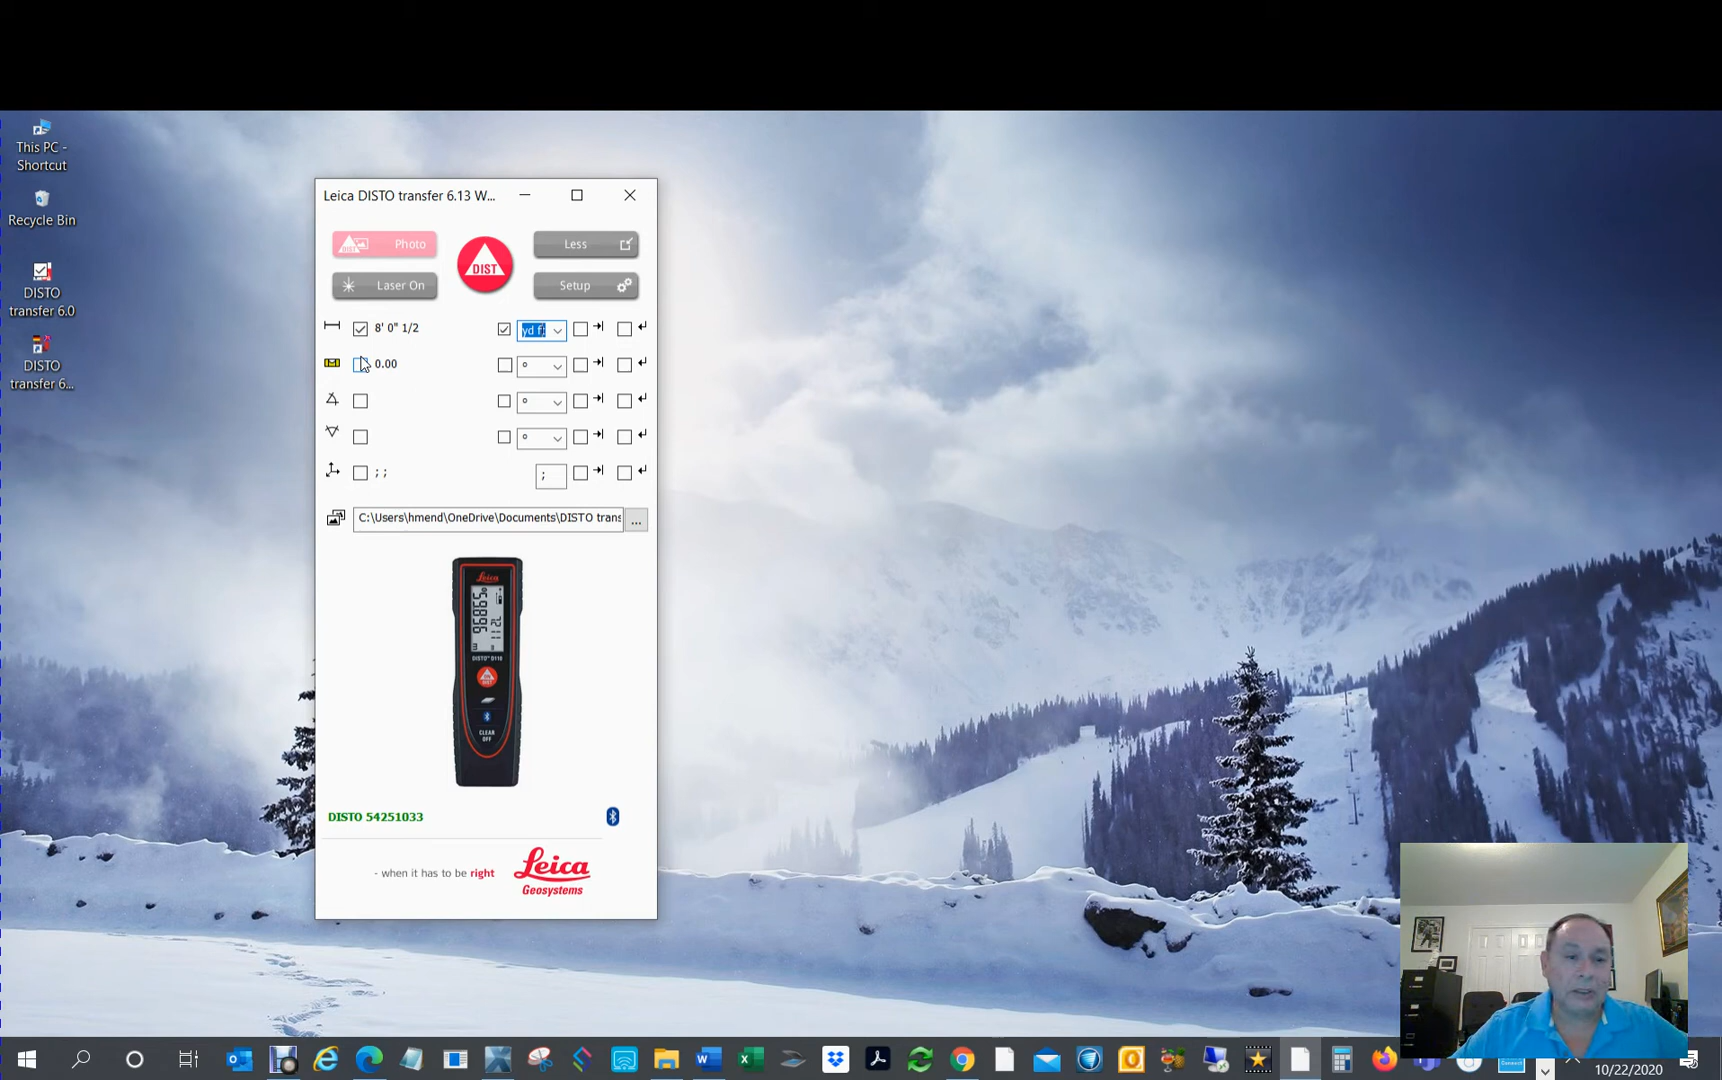 This PC -
Shortcut
Recycle Bin
DISTO
transfer 6.0
DISTO
transfer 6...
Leica DISTO transfer 6.13 W...
Photo
DIST
Less
Laser On
Setup
8' 0" 1/2
yd f
0.00
°
°
°
; ;
;
C:\Users\hmend\OneDrive\Documents\DISTO trans
...
Leica
CLEAR
OFF
DISTO 54251033
- when it has to be right
Leica
Geosystems
10/22/2020